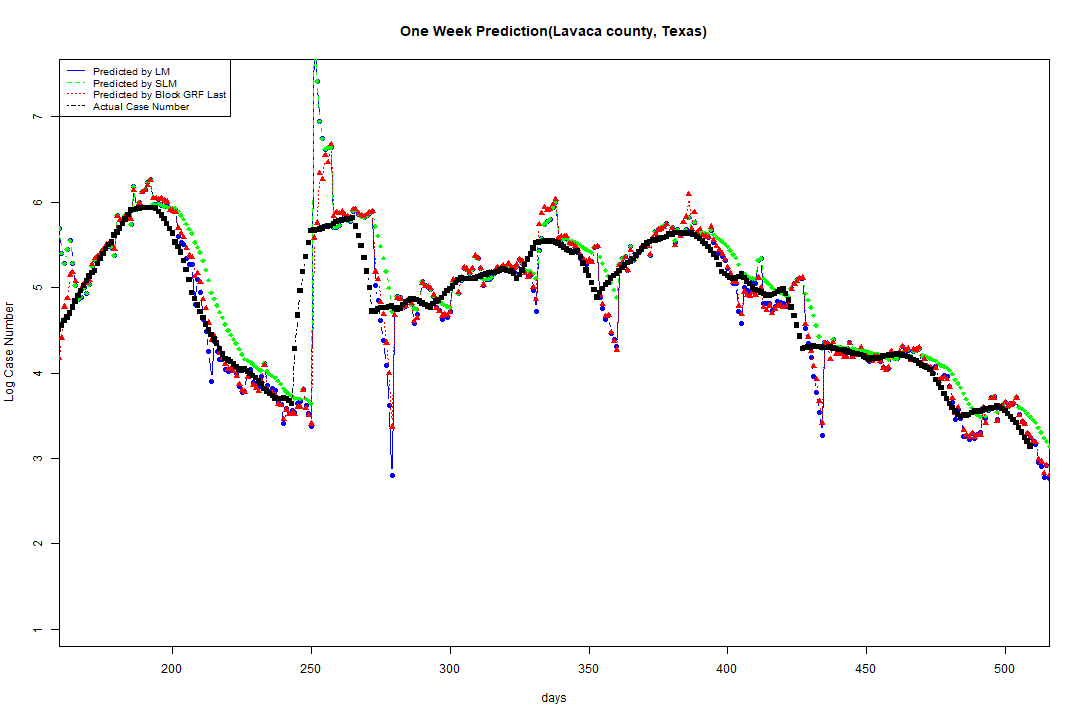 One Week Prediction(Lavaca county, Texas)
Predicted by LM
Predicted by SLM
Predicted by Block GRF Last
Actual Case Number
7
6
5
4
3
2
1
Log Case Number
200 250 300 350 400 450 500
days